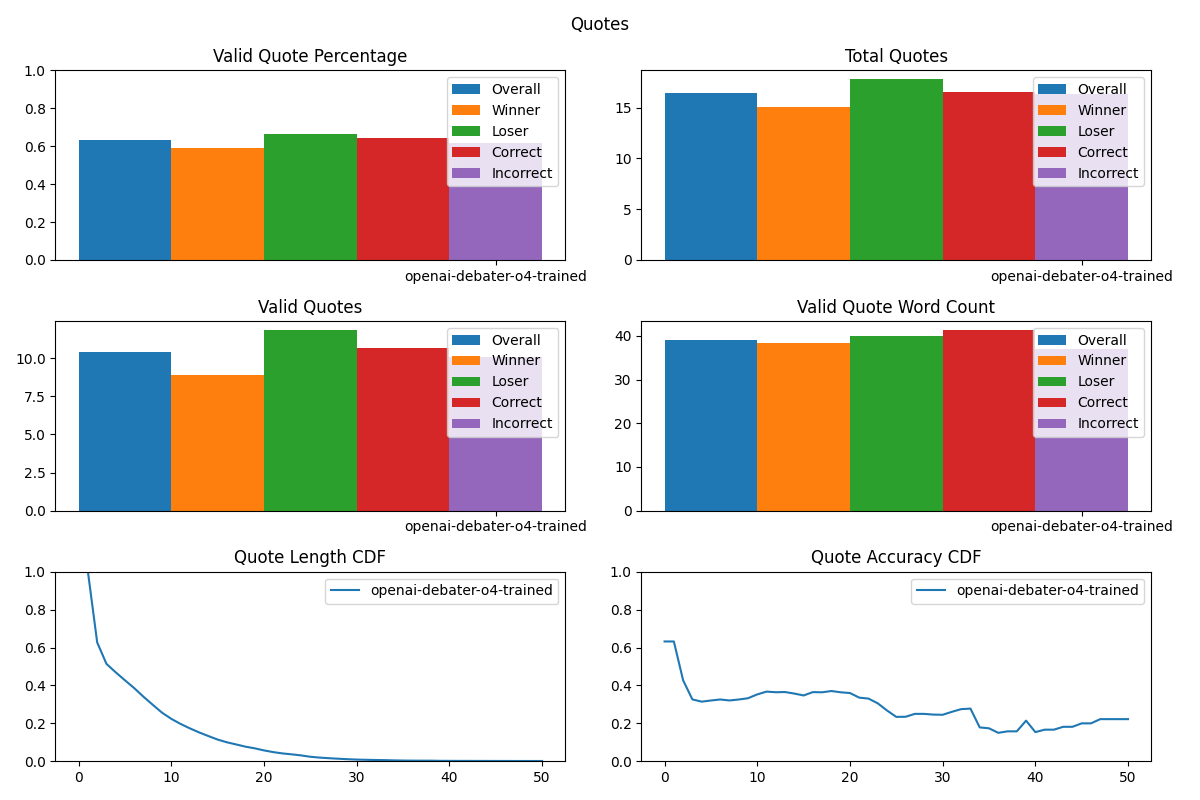 Quotes
Valid Quote Percentage
1.0
0.8
0.6
0.4
0.2
0.0
Overall
Winner
Loser
Correct
Incorrect
openai-debater-o4-trained
Total Quotes
15
10
5
0
Overall
Winner
Loser
Correct
Incorrect
openai-debater-o4-trained
Valid Quotes
10.0
7.5
5.0
2.5
0.0
Overall
Winner
Loser
Correct
Incorrect
openai-debater-o4-trained
Valid Quote Word Count
40
30
20
10
0
Overall
Winner
Loser
Correct
Incorrect
openai-debater-o4-trained
Quote Length CDF
1.0
0.8
0.6
0.4
0.2
0.0
openai-debater-o4-trained
0 10 20 30 40 50
Quote Accuracy CDF
1.0
0.8
0.6
0.4
0.2
0.0
openai-debater-o4-trained
0 10 20 30 40 50